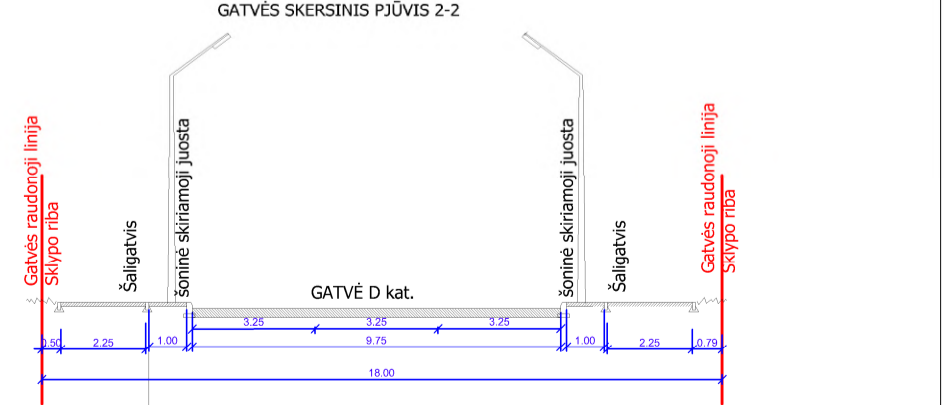 GATVĖS SKERSINIS PJŪVIS 2-2
Gatvės raudonoji linija
Sklypo riba
Šaligatvis
šoninė skiriamoji juosta
GATVĖ D kat.
šoninė skiriamoji juosta
Šaligatvis
Gatvės raudonoji linija
Sklypo riba
3.25 3.25 3.25
0.50 2.25 1.00 9.75 1.00 2.25 0.79
18.00